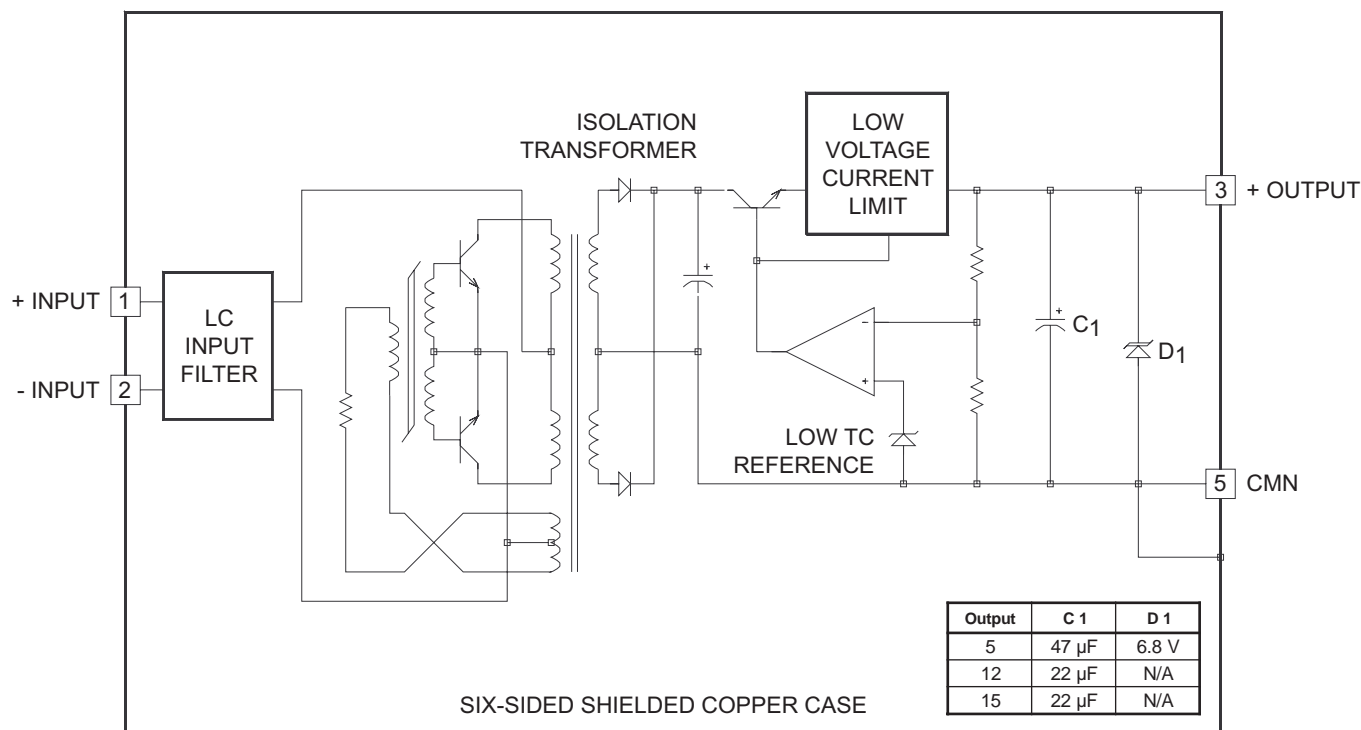 ISOLATION
TRANSFORMER
LOW
VOLTAGE
CURRENT
LIMIT
3 + OUTPUT
+ INPUT 1
- INPUT 2
LC
INPUT
FILTER
+
−
+
+
C1
D1
LOW TC
REFERENCE
5 CMN
Output C 1 D 1
5 47 µF 6.8 V
12 22 µF N/A
15 22 µF N/A
SIX-SIDED SHIELDED COPPER CASE